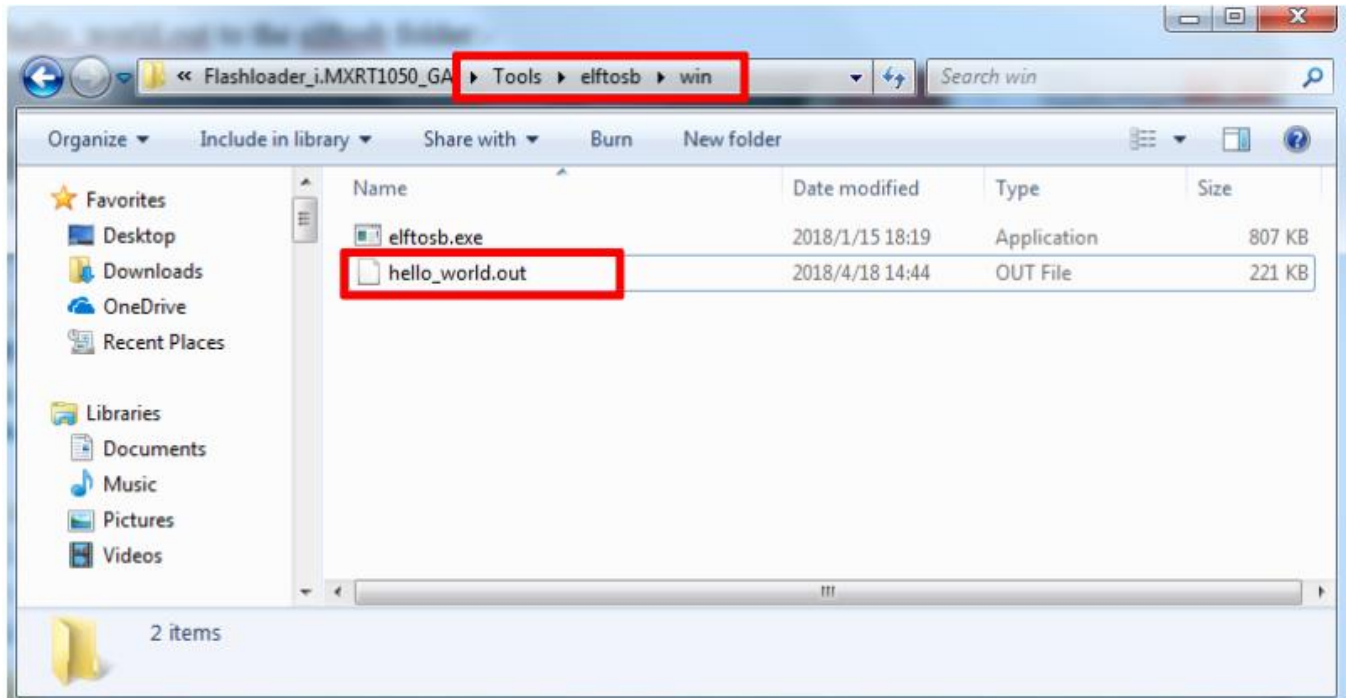 « Flashloader_i.MXRT1050_GA ▸ Tools ▸ elftosb ▸ win Search win
Organize Include in library Share with Burn New folder
Name Date modified Type Size
Favorites
Desktop
Downloads
OneDrive
Recent Places
Libraries
Documents
Music
Pictures
Videos
elftosb.exe 2018/1/15 18:19 Application 807 KB
hello_world.out 2018/4/18 14:44 OUT File 221 KB
2 items